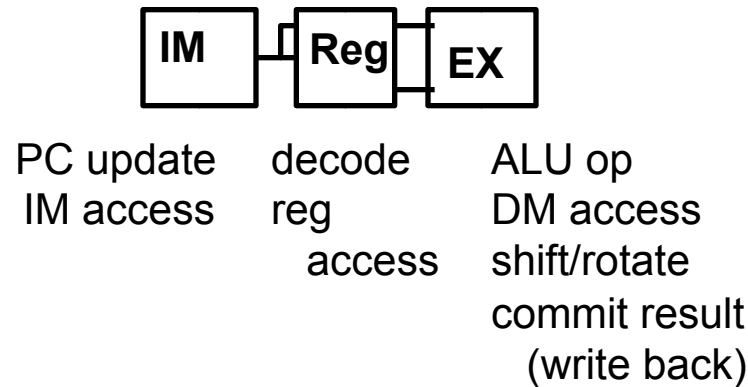 IM Reg EX
PC update decode ALU op
IM access reg DM access
access shift/rotate
commit result
(write back)